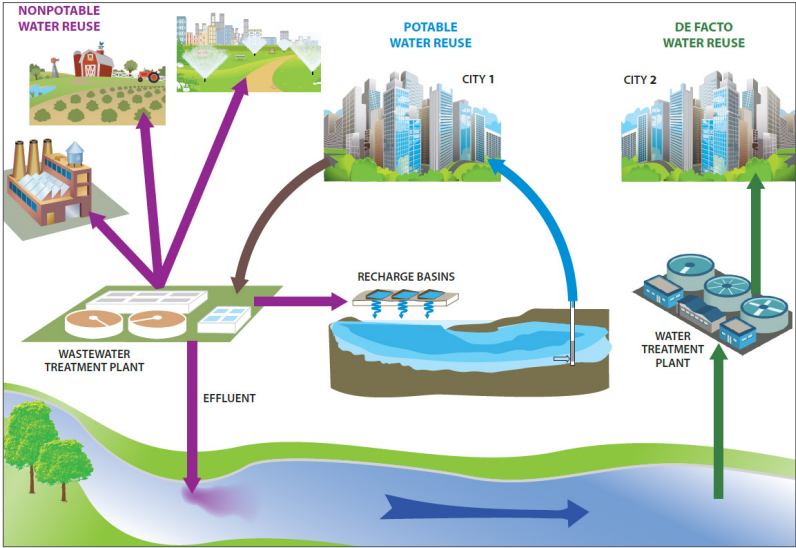 NONPOTABLE
WATER REUSE
POTABLE
WATER REUSE
DE FACTO
WATER REUSE
CITY 1
CITY 2
RECHARGE BASINS
WASTEWATER
TREATMENT PLANT
WATER
TREATMENT
PLANT
EFFLUENT